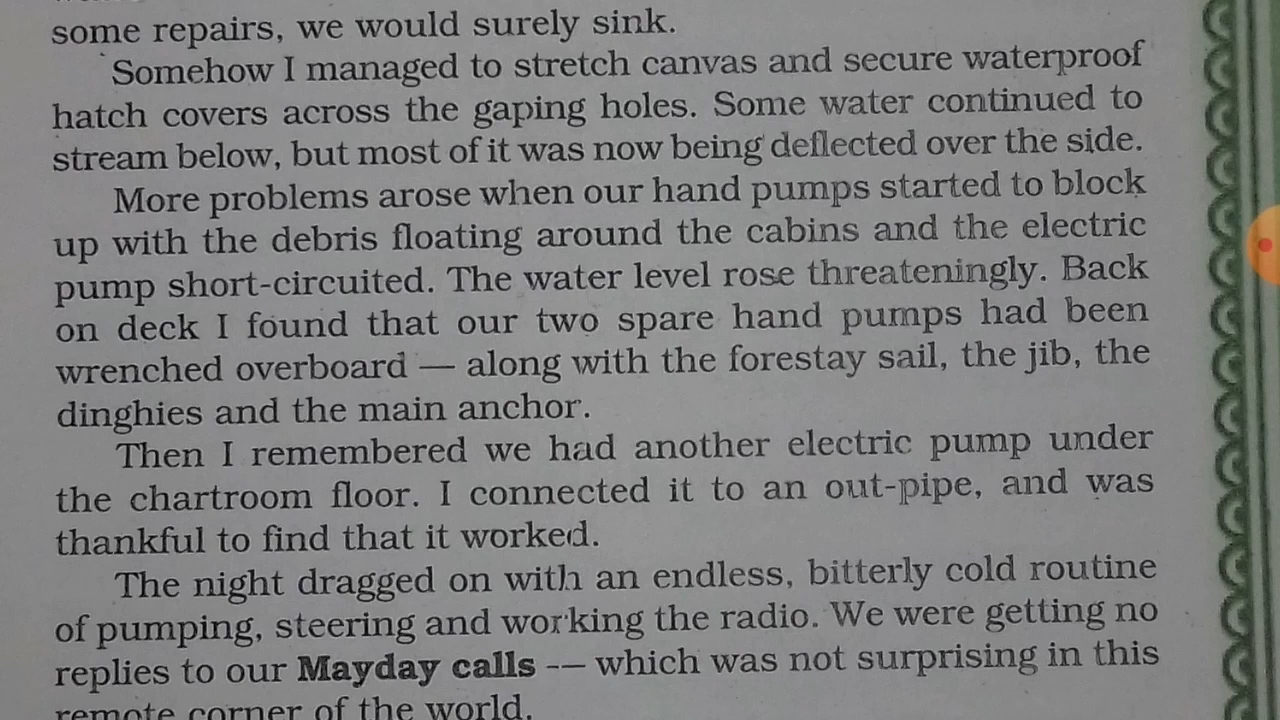 some repairs, we would surely sink.
Somehow I managed to stretch canvas and secure waterproof
hatch covers across the gaping holes. Some water continued to
stream below, but most of it was now being deflected over the side.
More problems arose when our hand pumps started to block
up with the debris floating around the cabins and the electric
pump short-circuited. The water level rose threateningly. Back
on deck I found that our two spare hand pumps had been
wrenched overboard — along with the forestay sail, the jib, the
dinghies and the main anchor.
Then I remembered we had another electric pump under
the chartroom floor. I connected it to an out-pipe, and was
thankful to find that it worked.
The night dragged on with an endless, bitterly cold routine
of pumping, steering and working the radio. We were getting no
replies to our Mayday calls -— which was not surprising in this
remote corner of the world.